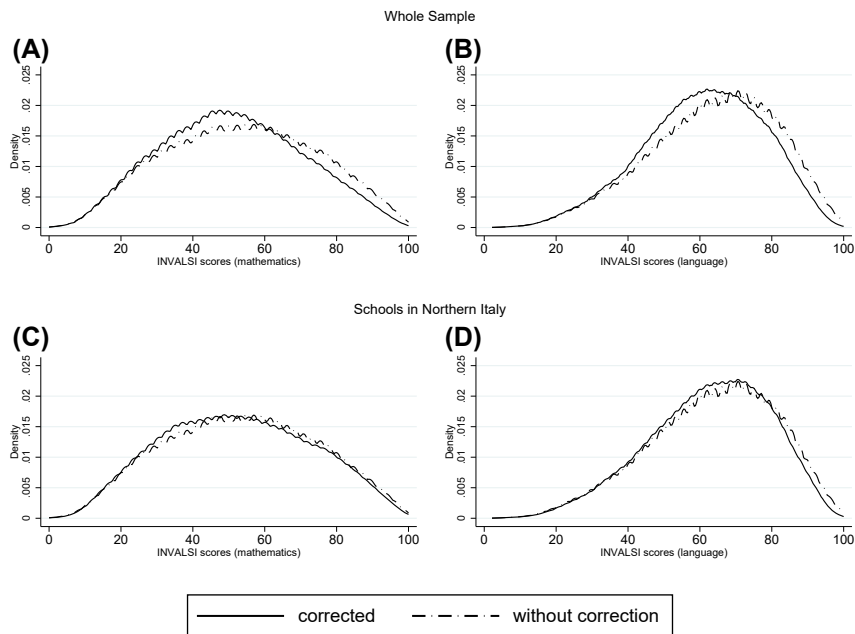 Whole Sample
(A)
(B)
Density
0 .005 .01 .015 .02 .025
0 20 40 60 80 100
INVALSI scores (mathematics)
Density
0 .005 .01 .015 .02 .025
0 20 40 60 80 100
INVALSI scores (language)
Schools in Northern Italy
(C)
(D)
Density
0 .005 .01 .015 .02 .025
0 20 40 60 80 100
INVALSI scores (mathematics)
Density
0 .005 .01 .015 .02 .025
0 20 40 60 80 100
INVALSI scores (language)
corrected without correction